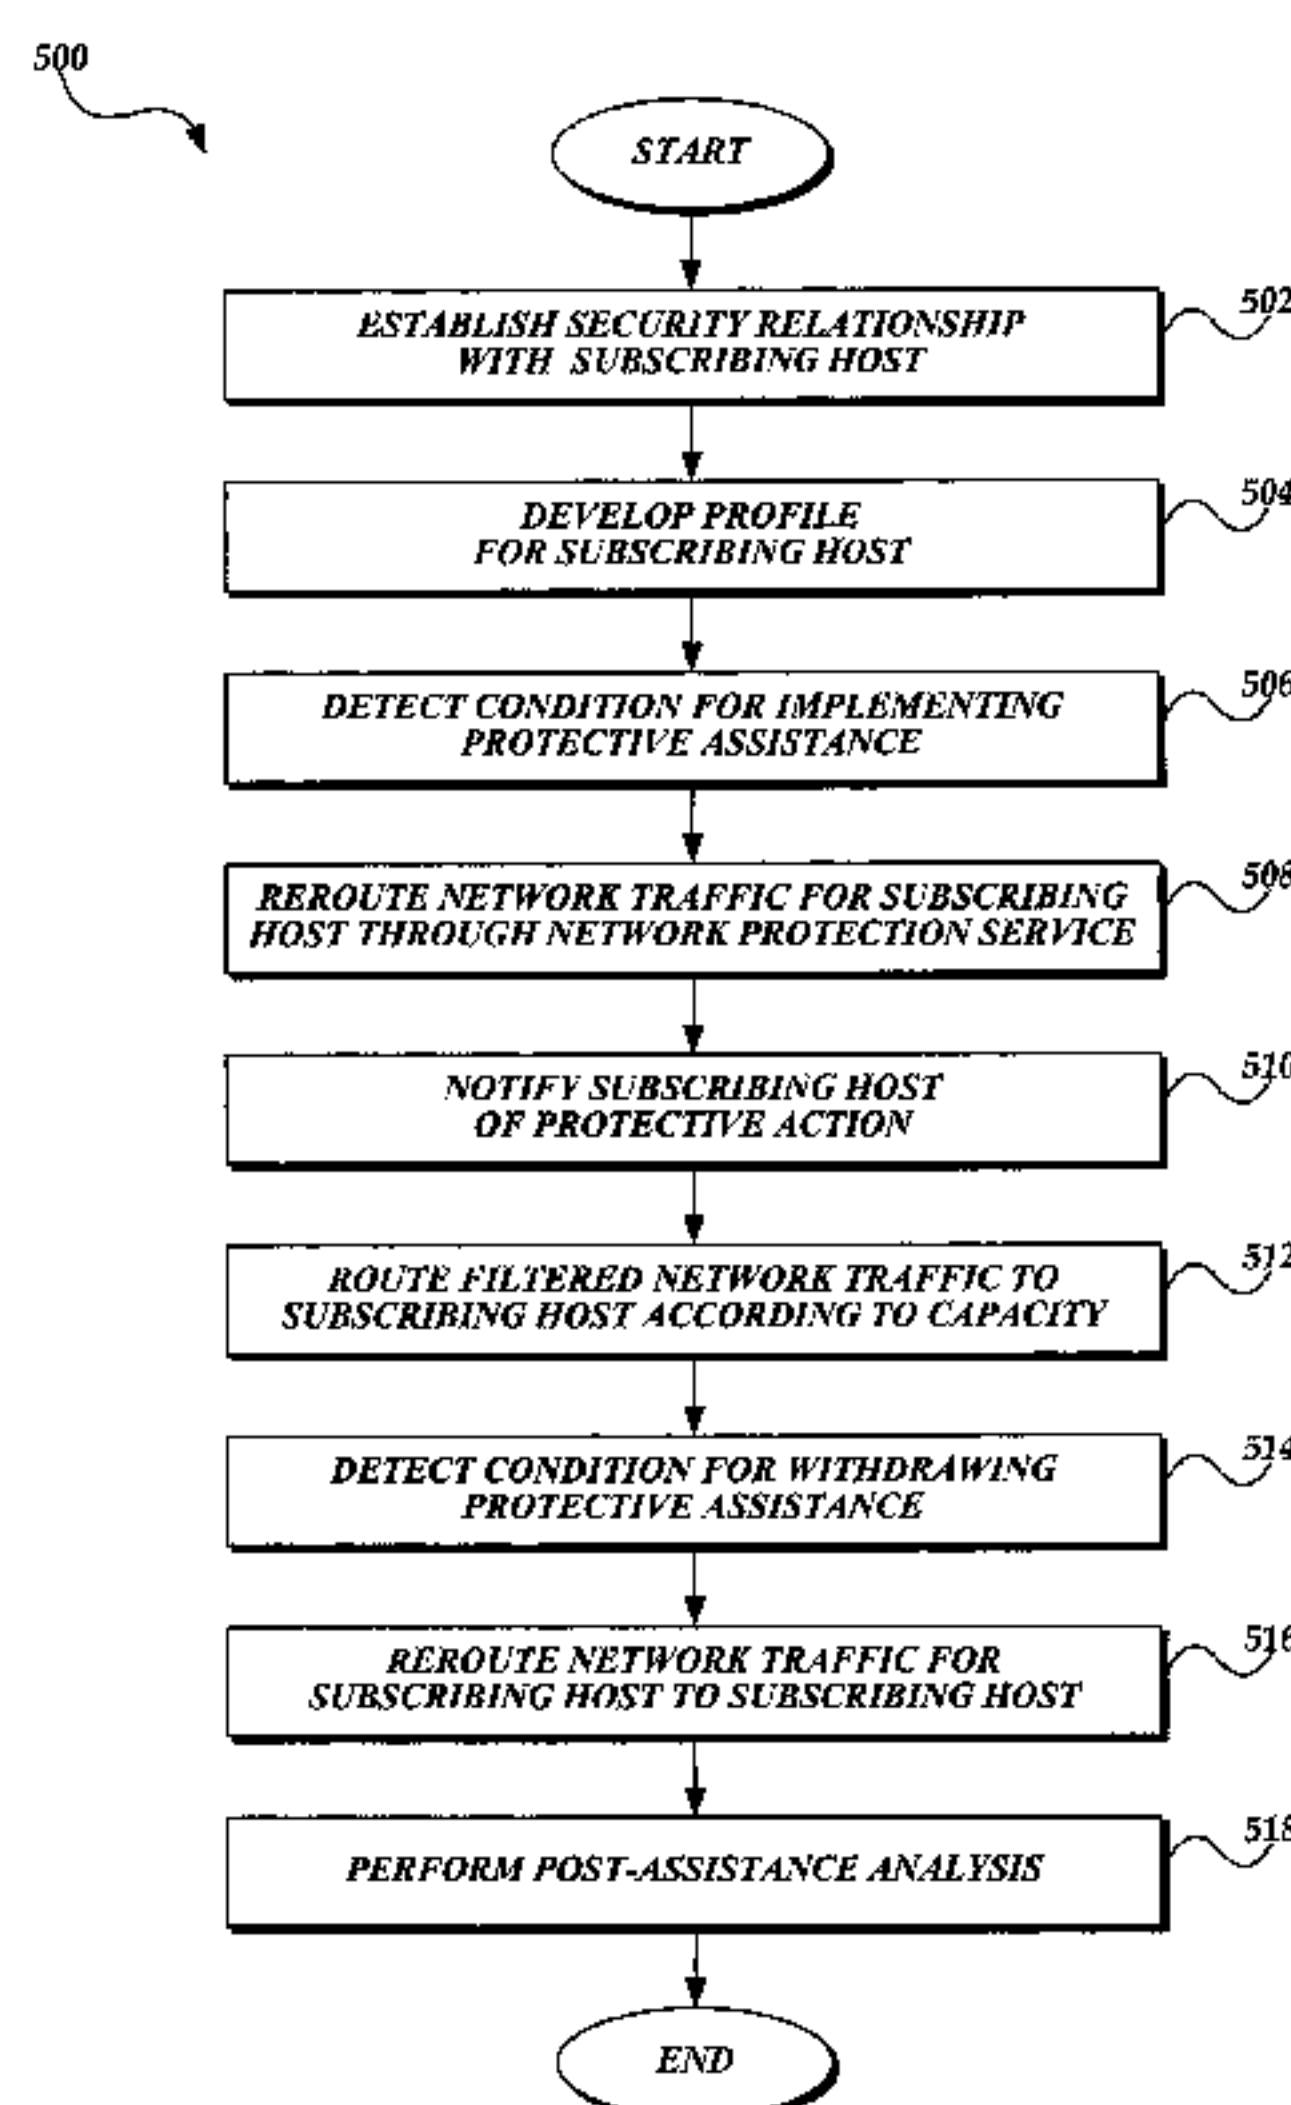 500
START
ESTABLISH SECURITY RELATIONSHIP
WITH SUBSCRIBING HOST
502
DEVELOP PROFILE
FOR SUBSCRIBING HOST
504
DETECT CONDITION FOR IMPLEMENTING
PROTECTIVE ASSISTANCE
506
REROUTE NETWORK TRAFFIC FOR SUBSCRIBING
HOST THROUGH NETWORK PROTECTION SERVICE
508
NOTIFY SUBSCRIBING HOST
OF PROTECTIVE ACTION
510
ROUTE FILTERED NETWORK TRAFFIC TO
SUBSCRIBING HOST ACCORDING TO CAPACITY
512
DETECT CONDITION FOR WITHDRAWING
PROTECTIVE ASSISTANCE
514
REROUTE NETWORK TRAFFIC FOR
SUBSCRIBING HOST TO SUBSCRIBING HOST
516
PERFORM POST-ASSISTANCE ANALYSIS
518
END